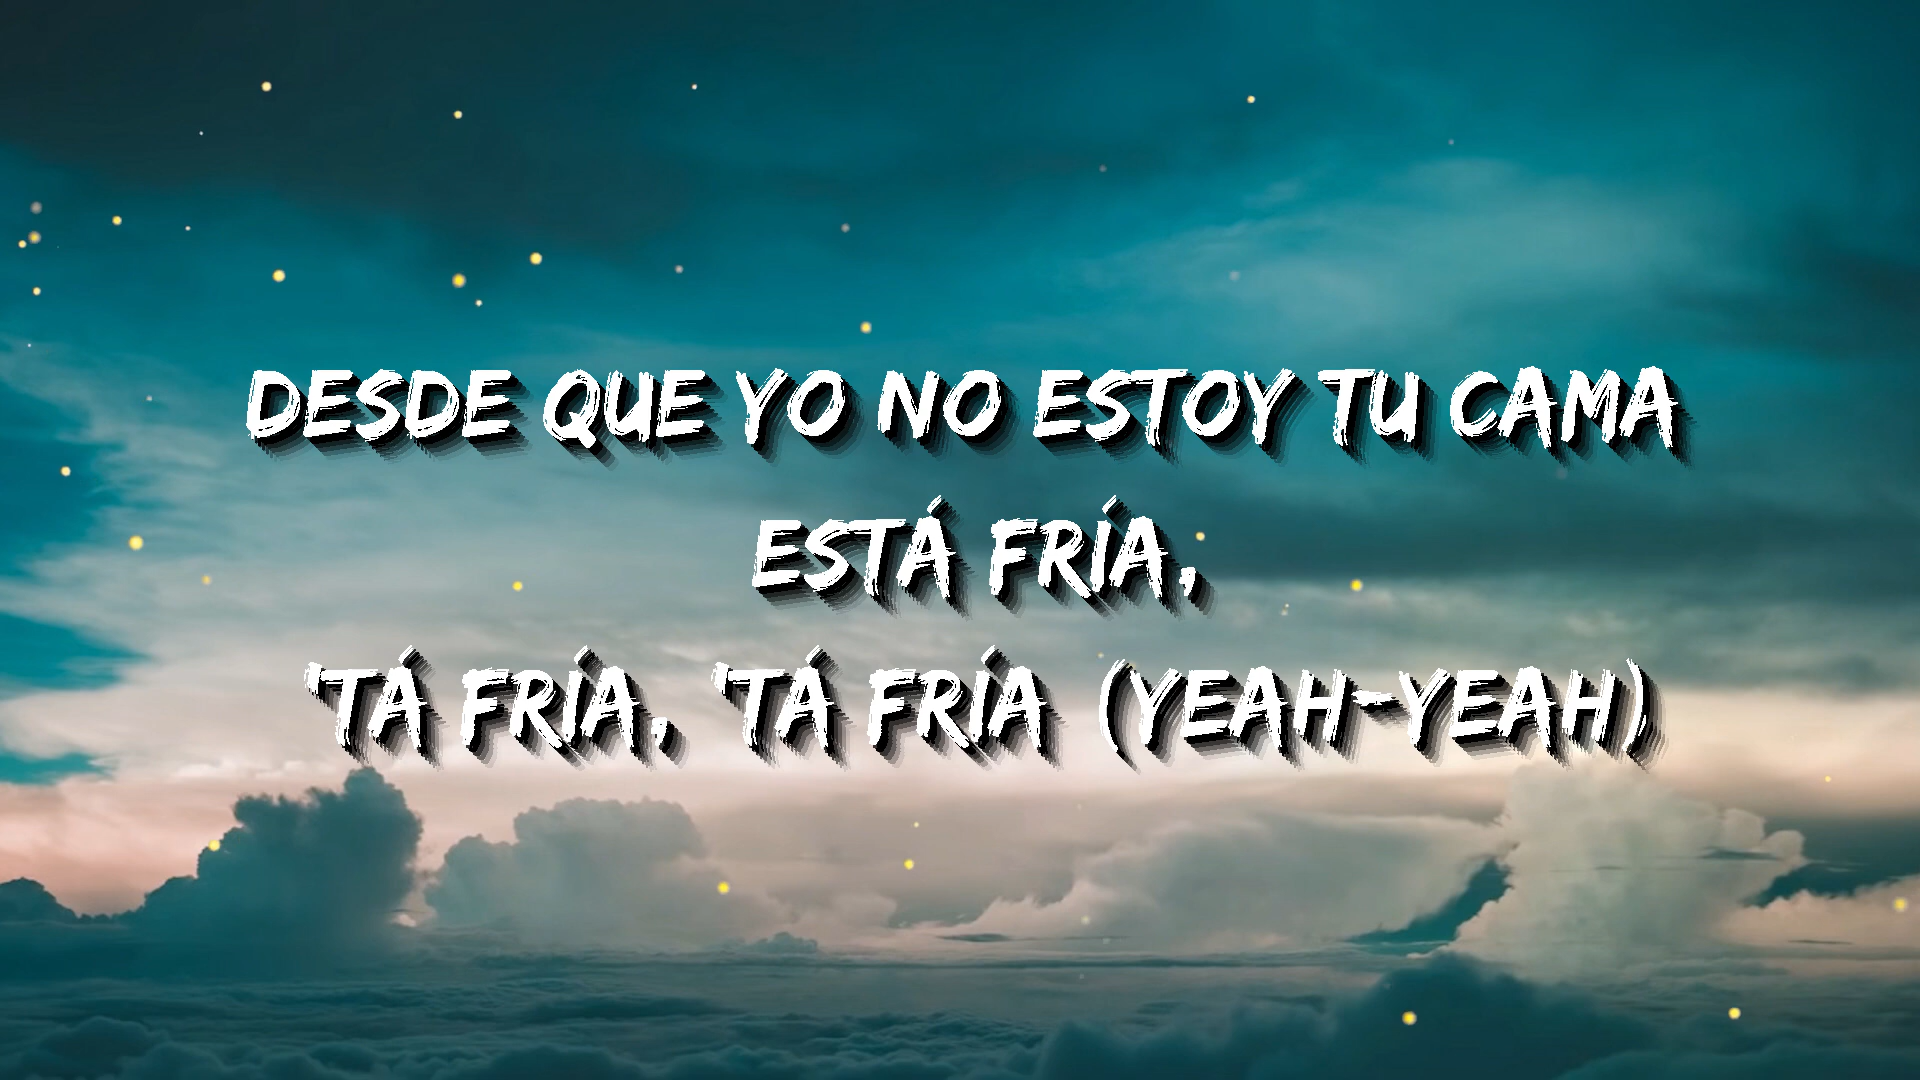 DESDE QUE YO NO ESTOY TU CAMA
ESTÁ FRÍA,
'TÁ FRÍA, 'TÁ FRÍA (YEAH-YEAH)